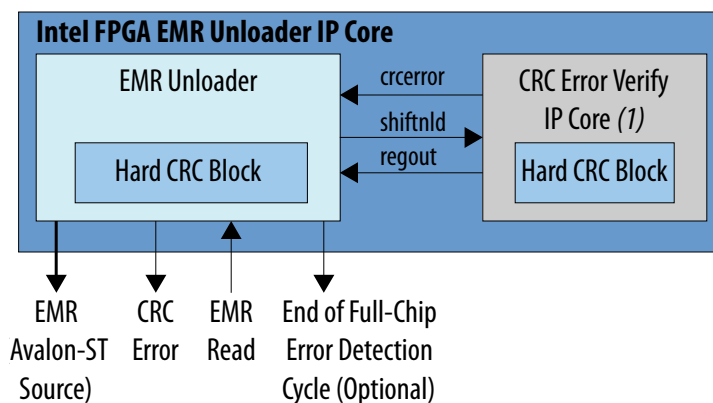 Intel FPGA EMR Unloader IP Core
EMR Unloader
Hard CRC Block
crcerror
shiftnld
regout
CRC Error Verify
IP Core (1)
Hard CRC Block
EMR
Avalon-ST
Source)
CRC
Error
EMR
Read
End of Full-Chip
Error Detection
Cycle (Optional)